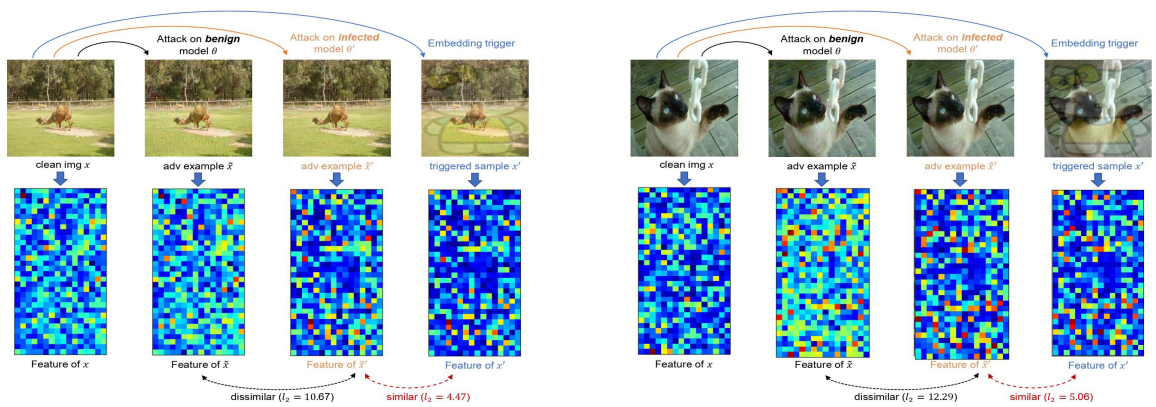 Attack on benign
model θ
Attack on infected
model θ′
Embedding trigger
clean img x
adv example x̃
adv example x̃′
triggered sample x′
Feature of x
Feature of x̃
Feature of x̃′
Feature of x′
dissimilar (l₂ = 10.67)
similar (l₂ = 4.47)
Attack on benign
model θ
Attack on infected
model θ′
Embedding trigger
clean img x
adv example x̃
adv example x̃′
triggered sample x′
Feature of x
Feature of x̃
Feature of x̃′
Feature of x′
dissimilar (l₂ = 12.29)
similar (l₂ = 5.06)